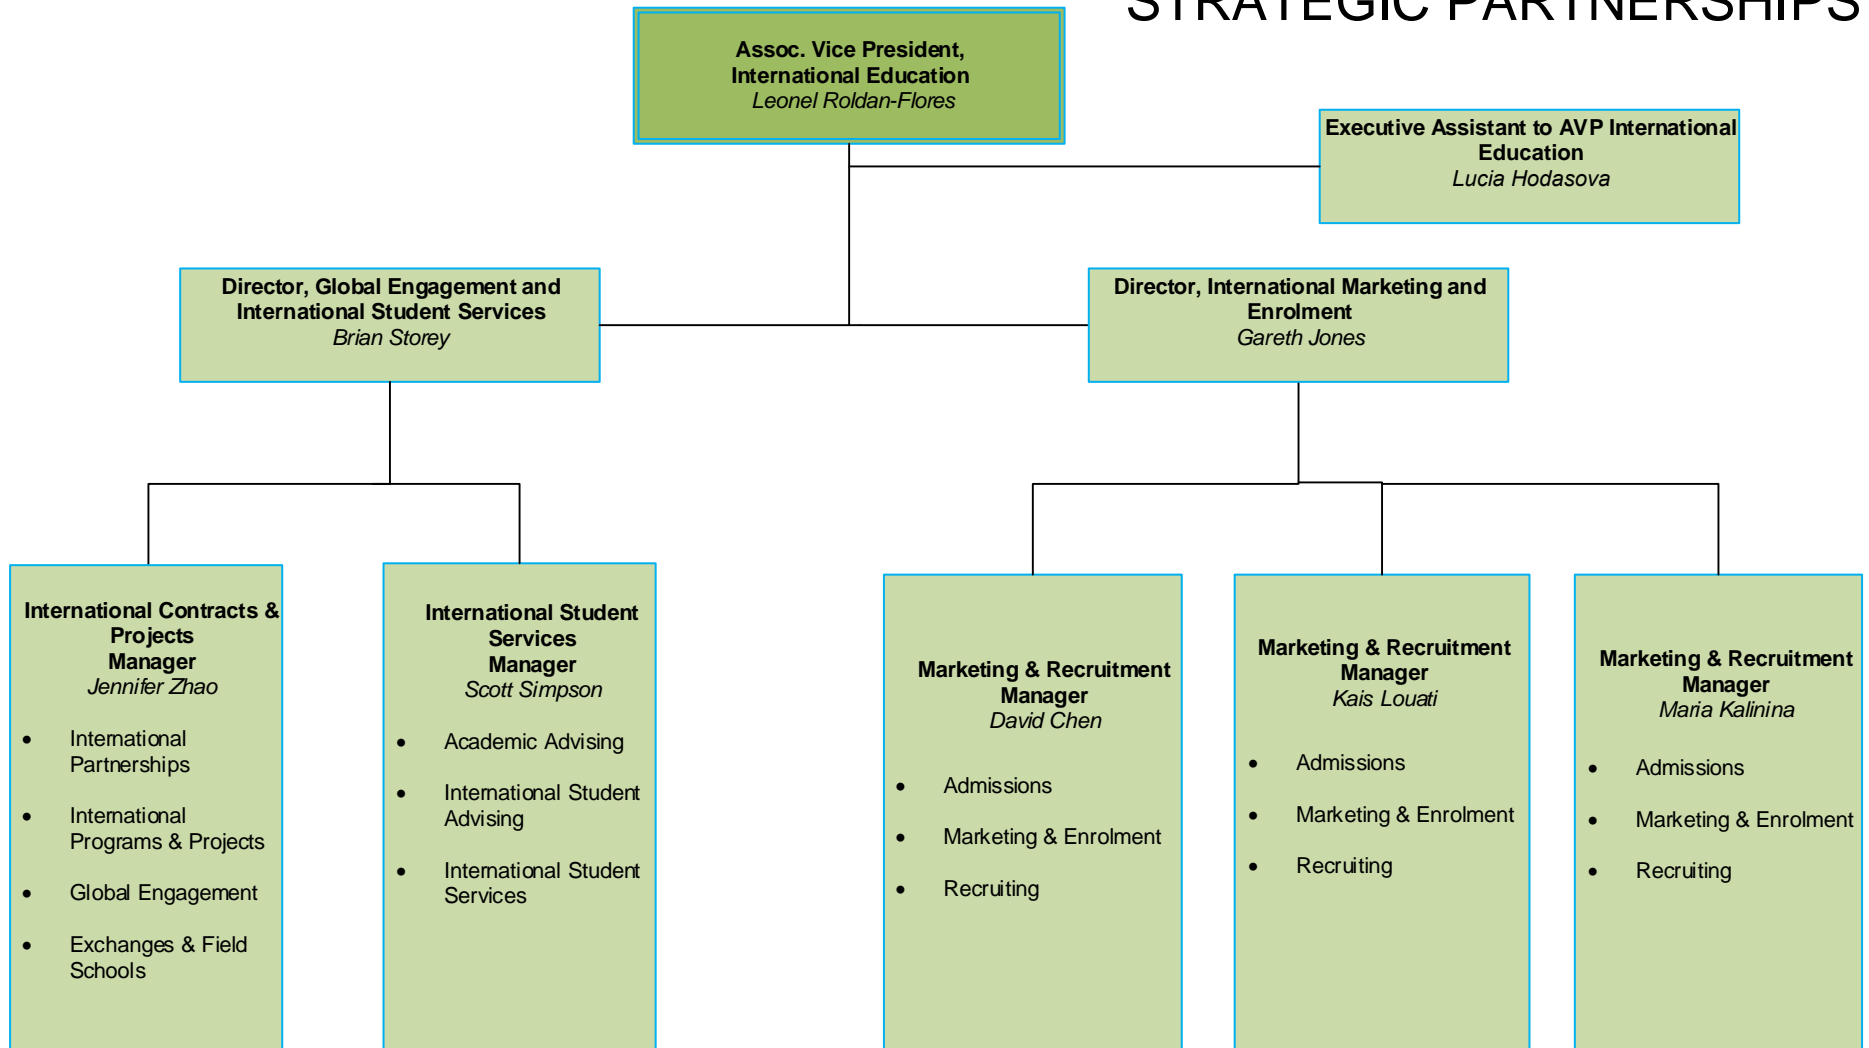 STRATEGIC PARTNERSHIPS
Assoc. Vice President,
International Education
Leonel Roldan-Flores
Executive Assistant to AVP International
Education
Lucia Hodasova
Director, Global Engagement and
International Student Services
Brian Storey
Director, International Marketing and
Enrolment
Gareth Jones
International Contracts &
Projects
Manager
Jennifer Zhao
• International
Partnerships
• International
Programs & Projects
• Global Engagement
• Exchanges & Field
Schools
International Student
Services
Manager
Scott Simpson
• Academic Advising
• International Student
Advising
• International Student
Services
Marketing & Recruitment
Manager
David Chen
• Admissions
• Marketing & Enrolment
• Recruiting
Marketing & Recruitment
Manager
Kais Louati
• Admissions
• Marketing & Enrolment
• Recruiting
Marketing & Recruitment
Manager
Maria Kalinina
• Admissions
• Marketing & Enrolment
• Recruiting